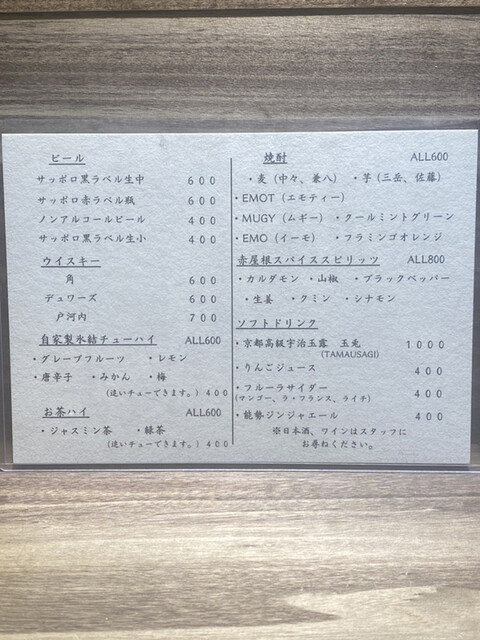 ビール
サッポロ黒ラベル生中 600
サッポロ赤ラベル瓶 600
ノンアルコールビール 400
サッポロ黒ラベル生小 400
ウイスキー
角 600
デュワーズ 600
戸河内 700
自家製氷結チューハイ ALL600
・グレープフルーツ ・レモン
・唐辛子 ・みかん ・梅
(追いチューできます。) 400
お茶ハイ ALL600
・ジャスミン茶 ・緑茶
(追いチューできます。) 400
焼酎 ALL600
・麦（中々、兼八） ・芋（三岳、佐藤）
・EMOT（エモティー）
・MUGY（ムギー） ・クールミントグリーン
・EMO（イーモ） ・フラミンゴオレンジ
赤屋根スパイススピリッツ ALL800
・カルダモン ・山椒 ・ブラックペッパー
・生姜 ・クミン ・シナモン
ソフトドリンク
・京都高級宇治玉露 玉兎 1000
(TAMAUSAGI)
・りんごジュース 400
・フルーラサイダー 400
(マンゴー、ラ・フランス、ライチ)
・能勢ジンジャエール 400
※日本酒、ワインはスタッフに
お尋ねください。